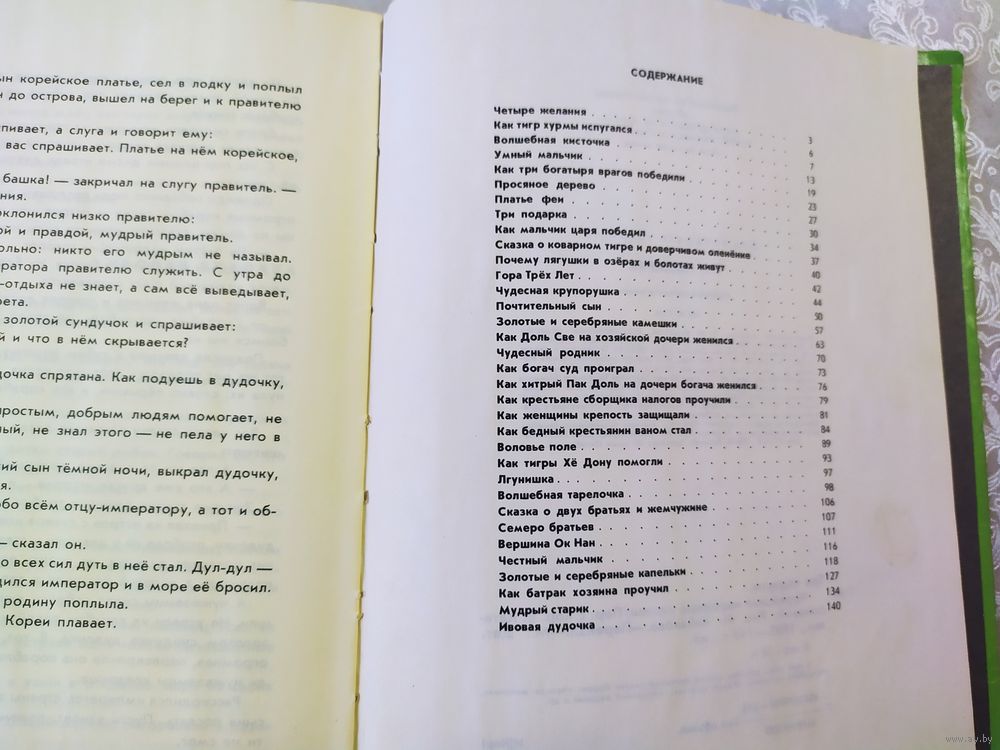 ын корейское платье, сел в лодку и поплыл
до острова, вышел на берег и к правителю
пивает, а слуга и говорит ему:
вас спрашивает. Платье на нём корейское,
башка! — закричал на слугу правитель. —
ния.
оклонился низко правителю:
ой и правдой, мудрый правитель.
ольно: никто его мудрым не называл.
ратора правителю служить. С утра до
-отдыха не знает, а сам всё выведывает,
рета.
золотой сундучок и спрашивает:
й и что в нём скрывается?
дочка спрятана. Как подуешь в дудочку,
простым, добрым людям помогает, не
ный, не знал этого — не пела у него в
ий сын тёмной ночи, выкрал дудочку,
я.
обо всём отцу-императору, а тот и об-
— сказал он.
о всех сил дуть в неё стал. Дул-дул —
дился император и в море её бросил.
родину поплыла.
Кореи плавает.
СОДЕРЖАНИЕ
Четыре желания . . . 3
Как тигр хурмы испугался . . . 6
Волшебная кисточка . . . 7
Умный мальчик . . . 13
Как три богатыря врагов победили . . . 19
Просяное дерево . . . 23
Платье феи . . . 27
Три подарка . . . 30
Как мальчик царя победил . . . 34
Сказка о коварном тигре и доверчивом оленёнке . . . 37
Почему лягушки в озёрах и болотах живут . . . 40
Гора Трёх Лет . . . 42
Чудесная крупорушка . . . 44
Почтительный сын . . . 50
Золотые и серебряные камешки . . . 57
Как Доль Све на хозяйской дочери женился . . . 63
Чудесный родник . . . 70
Как богач суд проиграл . . . 73
Как хитрый Пак Доль на дочери богача женился . . . 76
Как крестьяне сборщика налогов проучили . . . 79
Как женщины крепость защищали . . . 81
Как бедный крестьянин ваном стал . . . 84
Воловье поле . . . 89
Как тигры Хё Дону помогли . . . 93
Лгунишка . . . 97
Волшебная тарелочка . . . 98
Сказка о двух братьях и жемчужине . . . 106
Семеро братьев . . . 107
Вершина Ок Нан . . . 111
Честный мальчик . . . 116
Золотые и серебряные капельки . . . 118
Как батрак хозяина проучил . . . 127
Мудрый старик . . . 134
Ивовая дудочка . . . 140
www.ay.by